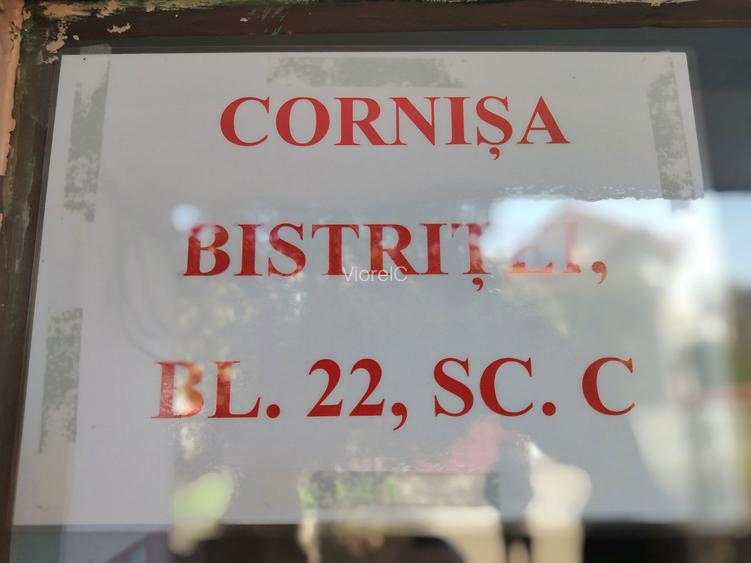 CORNIȘA
BISTRIȚEI,
ViorelC
BL. 22, SC. C